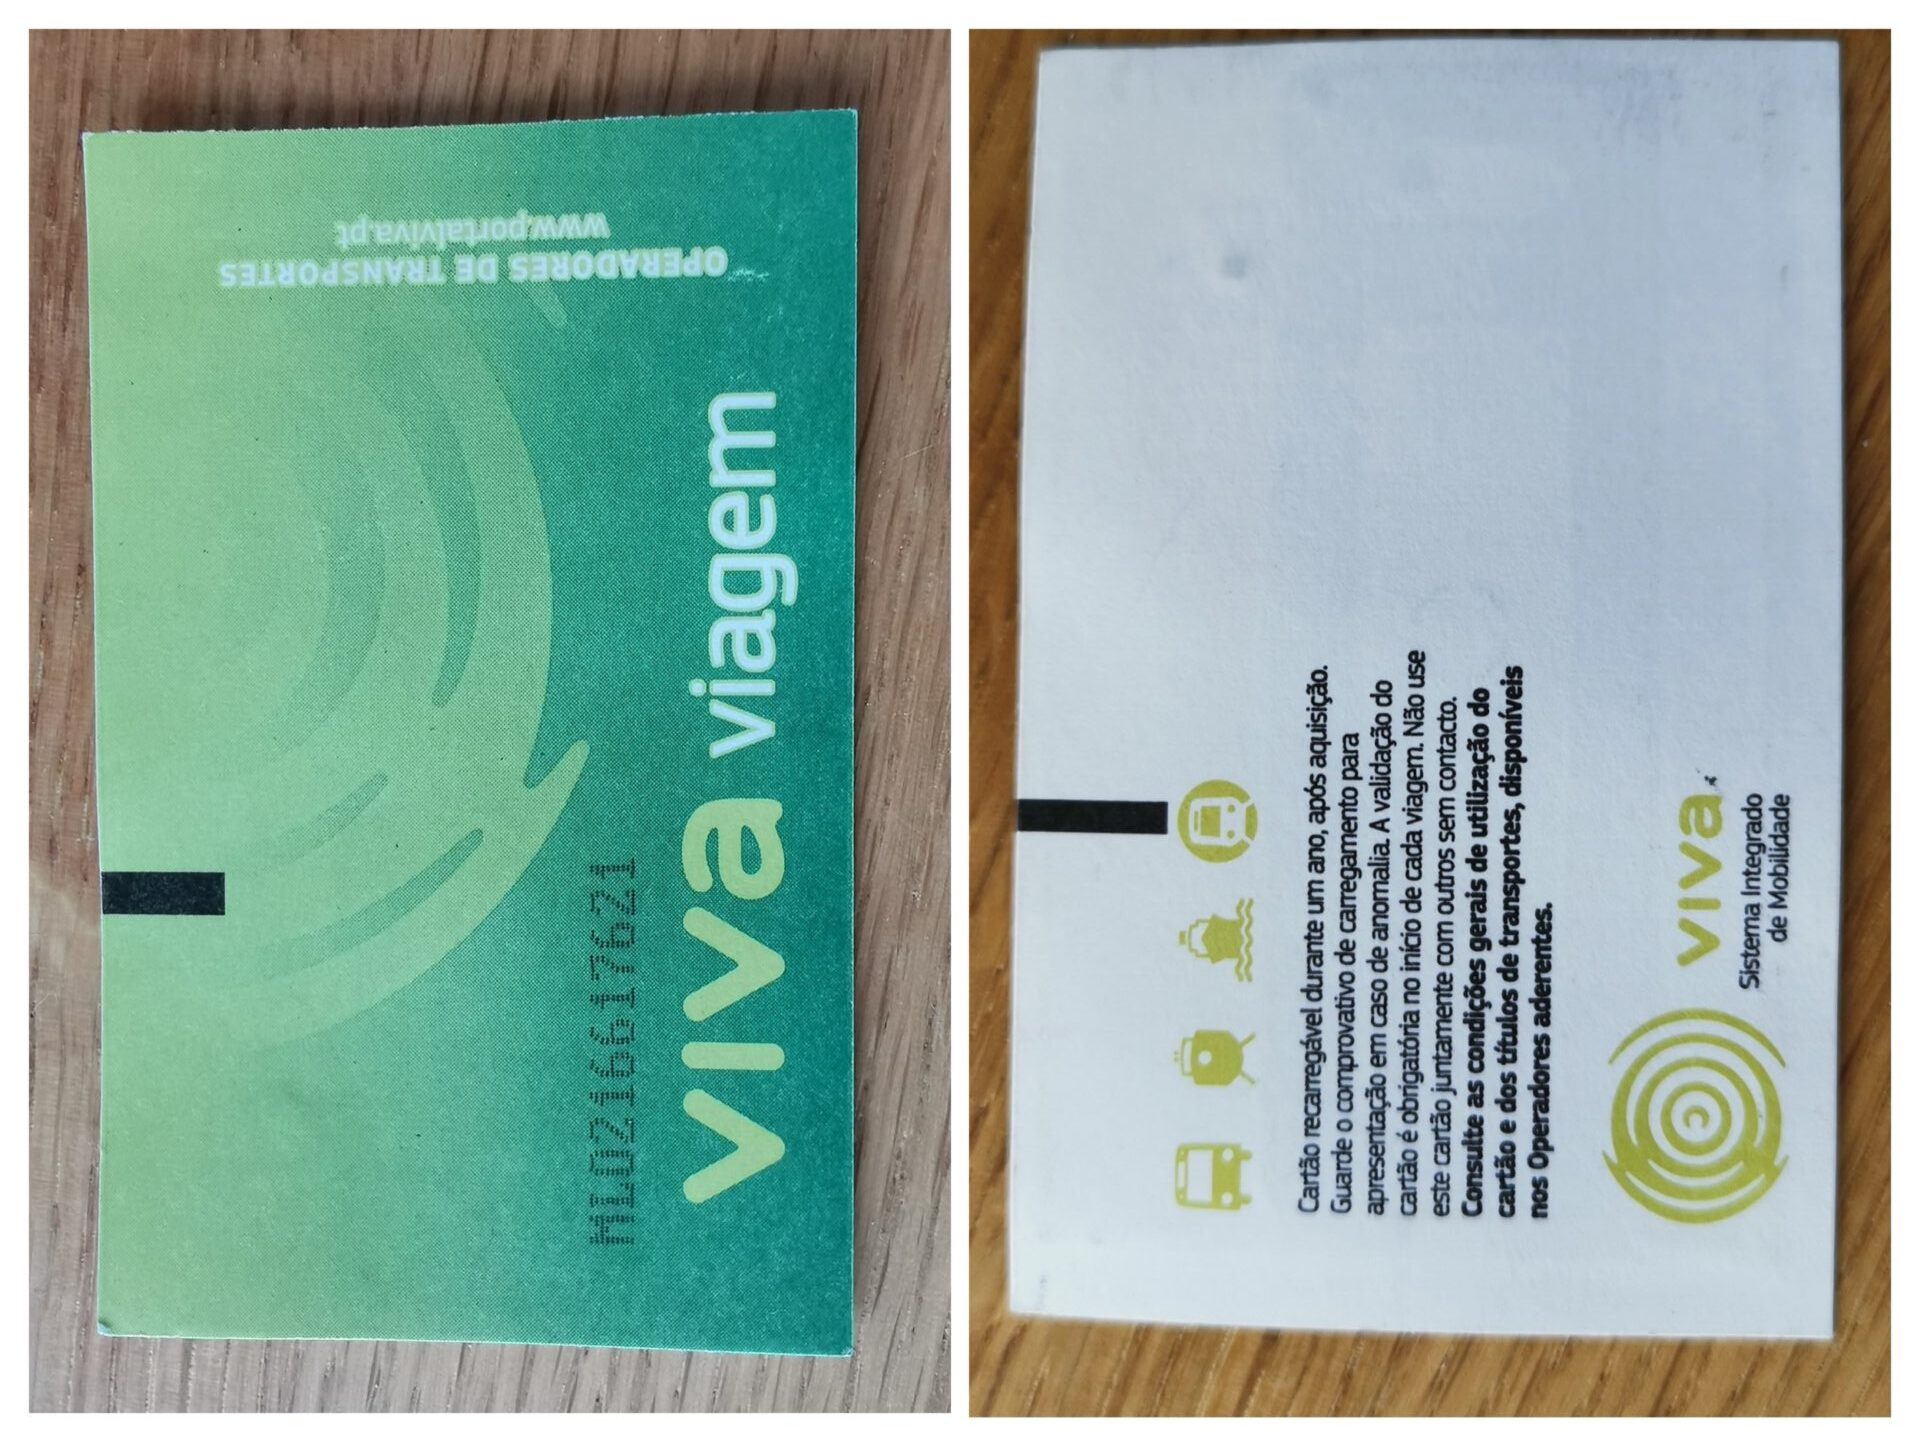 OPERADORES DE TRANSPORTES
www.portalviva.pt
ML0216617621
viva viagem
Cartão recarregável durante um ano, após aquisição.
Guarde o comprovativo de carregamento para
apresentação em caso de anomalia. A validação do
cartão é obrigatória no início de cada viagem. Não use
este cartão juntamente com outros sem contacto.
Consulte as condições gerais de utilização do
cartão e dos títulos de transportes, disponíveis
nos Operadores aderentes.
viva
Sistema Integrado
de Mobilidade